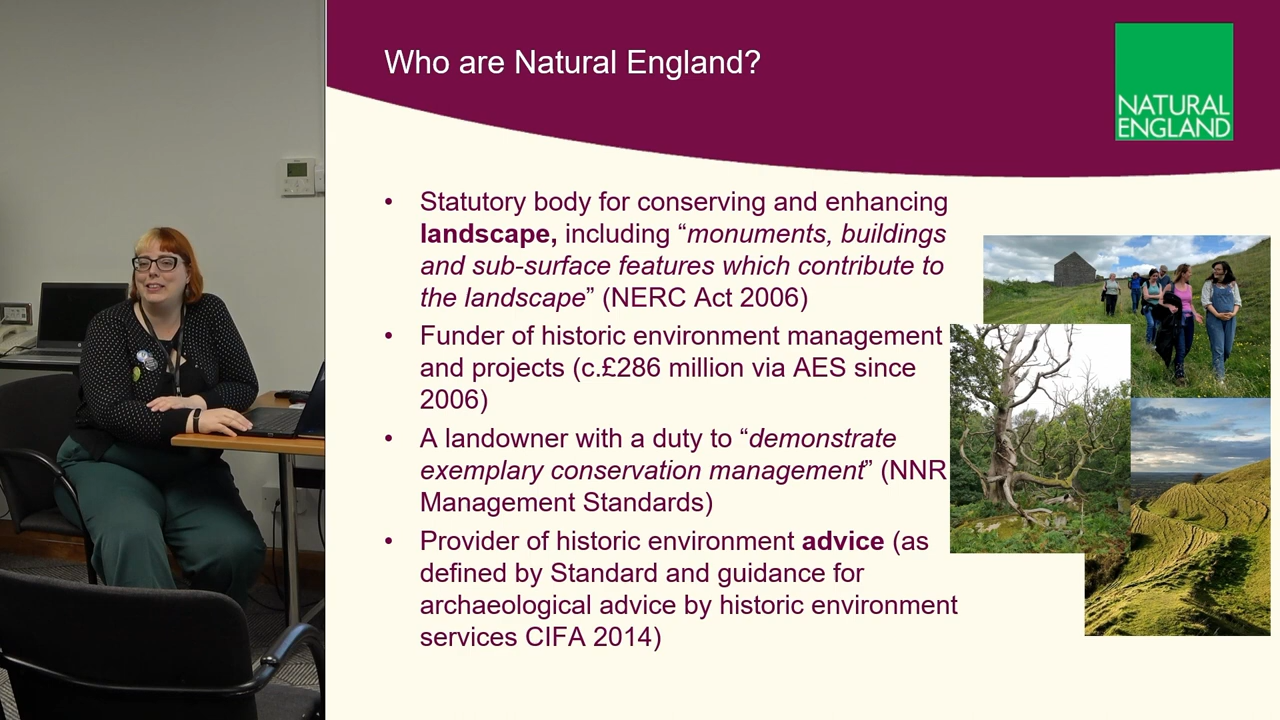 Who are Natural England?
NATURAL
ENGLAND
• Statutory body for conserving and enhancing
landscape, including “monuments, buildings
and sub-surface features which contribute to
the landscape” (NERC Act 2006)
• Funder of historic environment management
and projects (c.£286 million via AES since
2006)
• A landowner with a duty to “demonstrate
exemplary conservation management” (NNR
Management Standards)
• Provider of historic environment advice (as
defined by Standard and guidance for
archaeological advice by historic environment
services CIFA 2014)